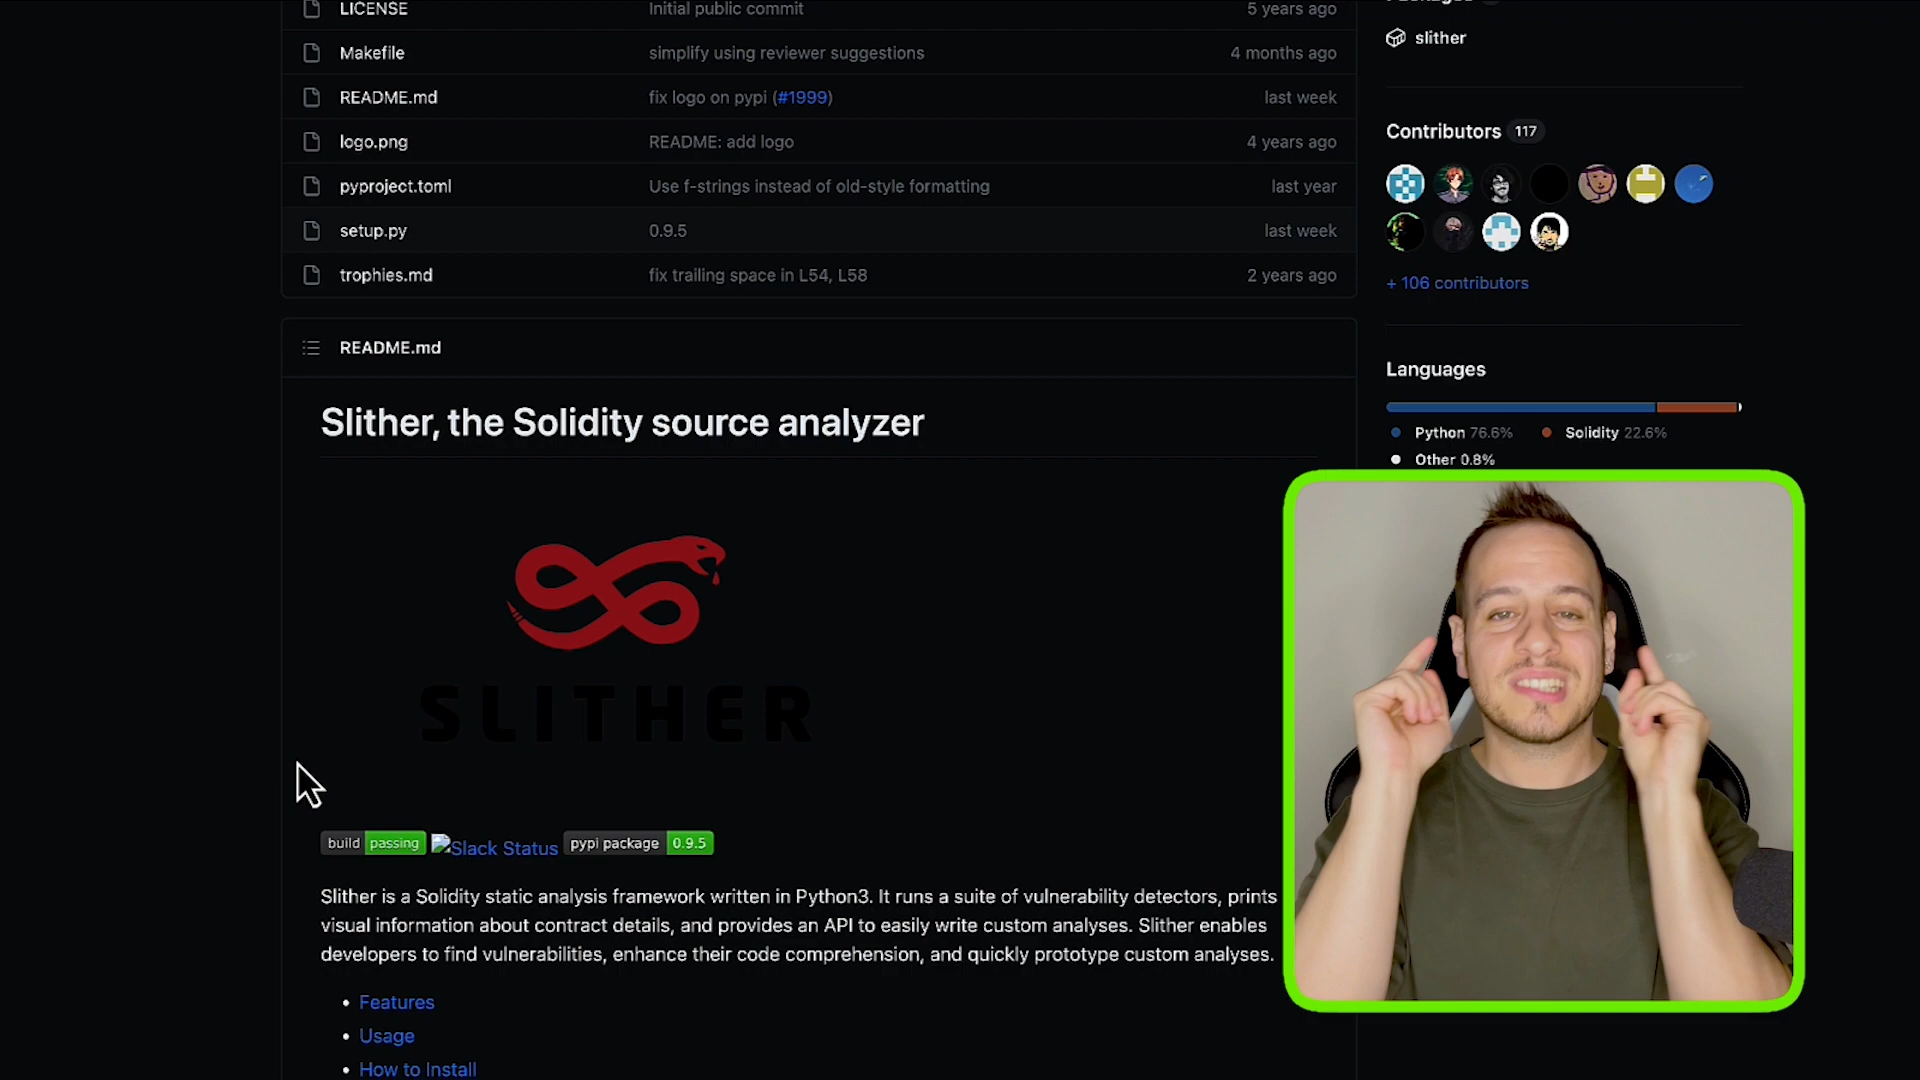 LICENSE Initial public commit 5 years ago
slither
Makefile simplify using reviewer suggestions 4 months ago
README.md fix logo on pypi (#1999) last week
Contributors 117
logo.png README: add logo 4 years ago
pyproject.toml Use f-strings instead of old-style formatting last year
setup.py 0.9.5 last week
trophies.md fix trailing space in L54, L58 2 years ago
+ 106 contributors
README.md
Languages
Slither, the Solidity source analyzer
Python 76.6% Solidity 22.6%
Other 0.8%
SLITHER
build passing Slack Status pypi package 0.9.5
Slither is a Solidity static analysis framework written in Python3. It runs a suite of vulnerability detectors, prints
visual information about contract details, and provides an API to easily write custom analyses. Slither enables
developers to find vulnerabilities, enhance their code comprehension, and quickly prototype custom analyses.
• Features
• Usage
• How to Install